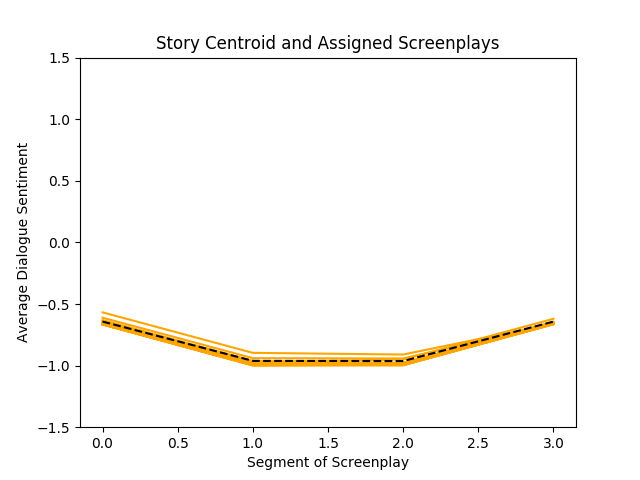 Story Centroid and Assigned Screenplays
1.5
1.0
0.5
0.0
−0.5
−1.0
−1.5
Average Dialogue Sentiment
0.0 0.5 1.0 1.5 2.0 2.5 3.0
Segment of Screenplay